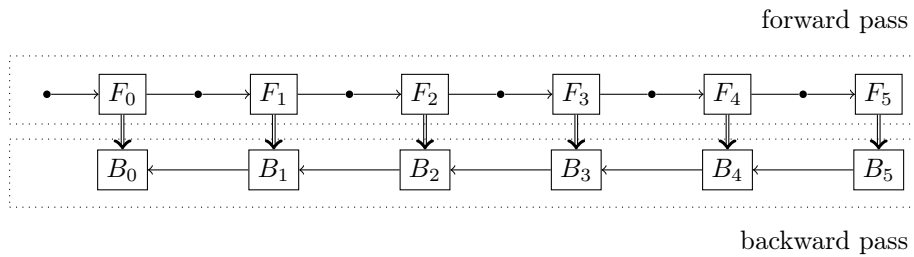 forward pass
F₀ F₁ F₂ F₃ F₄ F₅
B₀ B₁ B₂ B₃ B₄ B₅
backward pass